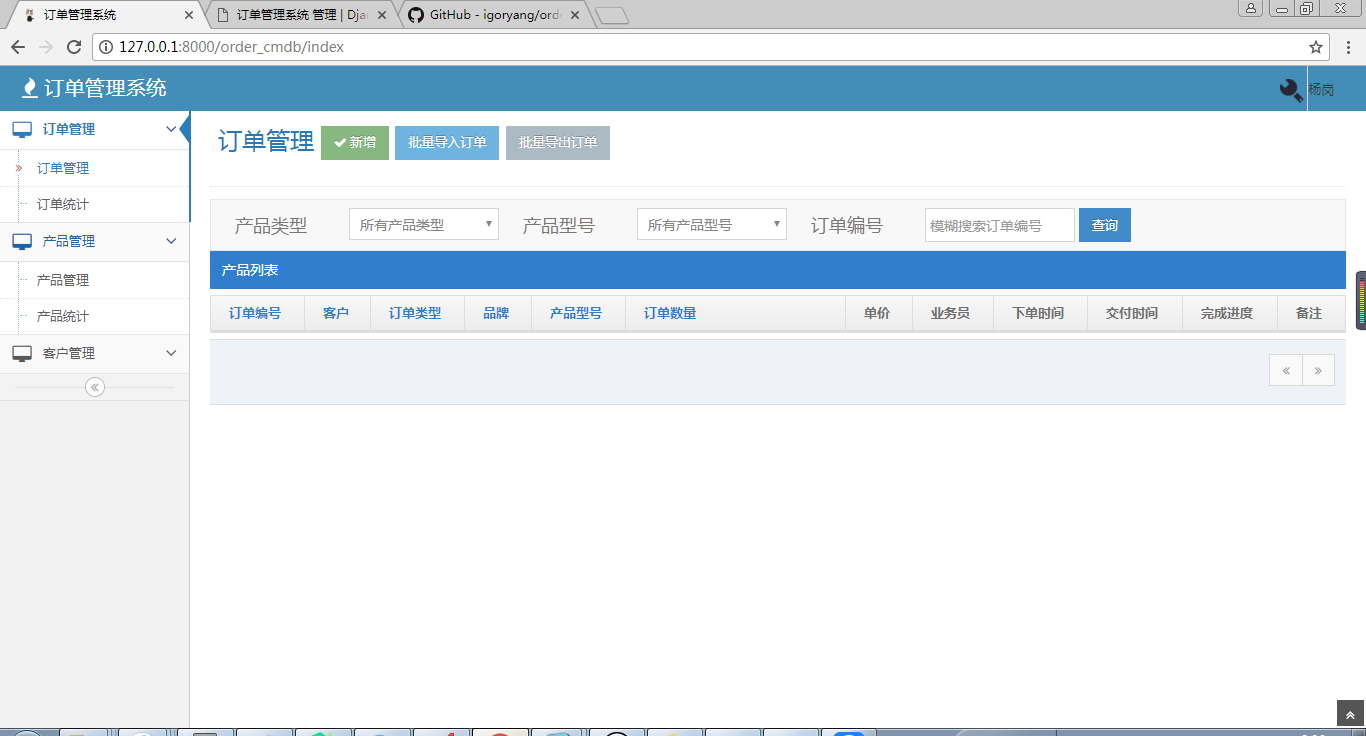 订单管理系统
订单管理系统 管理 | Dja
GitHub - igoryang/ord
127.0.0.1:8000/order_cmdb/index
订单管理系统
杨岗
订单管理
订单管理
订单统计
产品管理
产品管理
产品统计
客户管理
订单管理 新增 批量导入订单 批量导出订单
产品类型 所有产品类型 产品型号 所有产品型号 订单编号 模糊搜索订单编号 查询
产品列表
订单编号 客户 订单类型 品牌 产品型号 订单数量 单价 业务员 下单时间 交付时间 完成进度 备注
« »